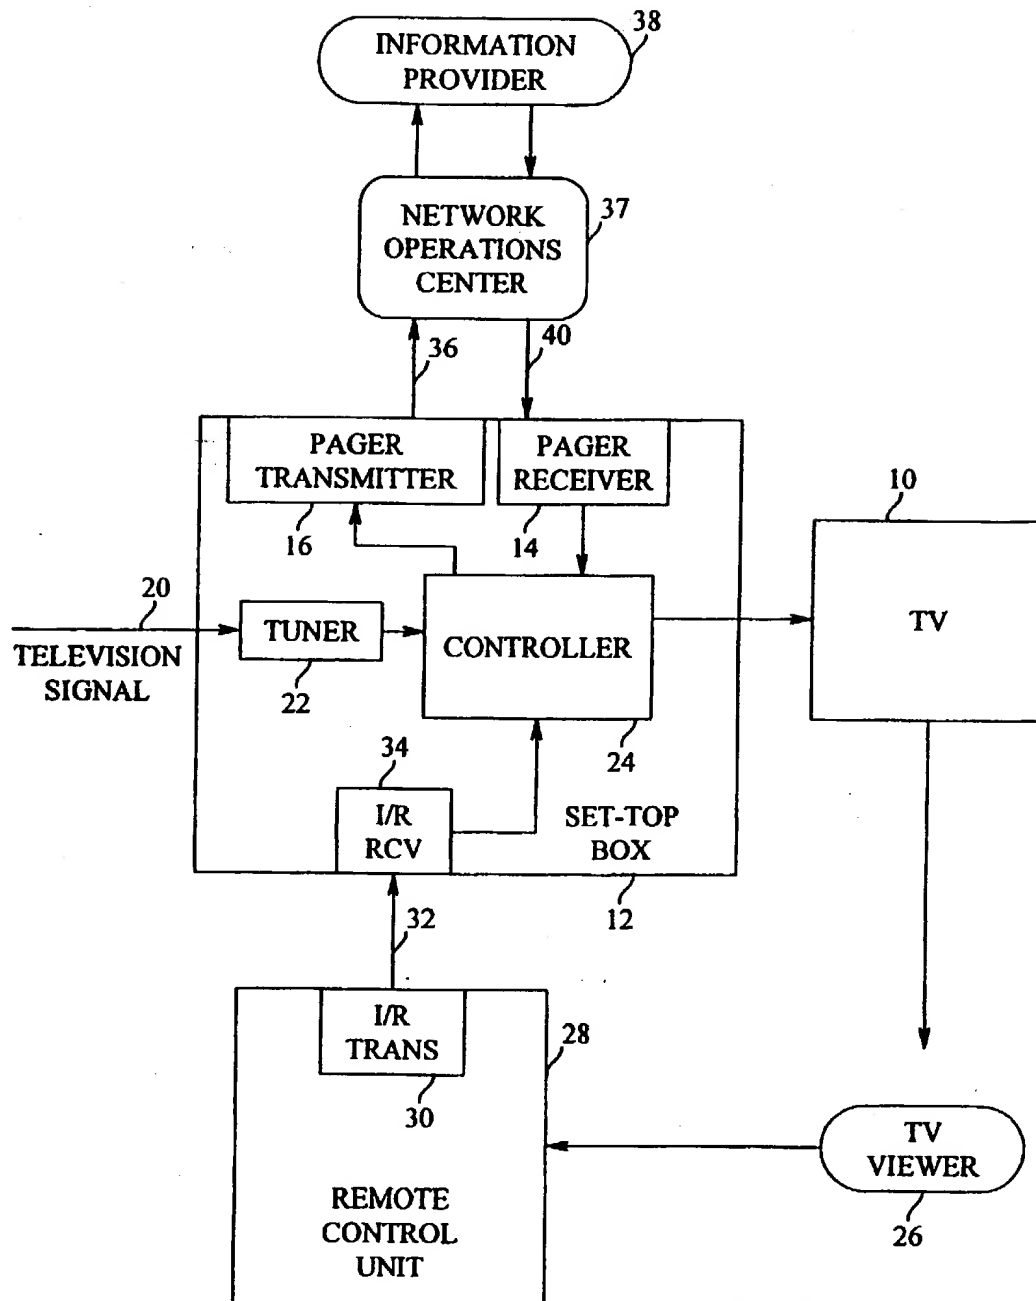 38
INFORMATION
PROVIDER
37
NETWORK
OPERATIONS
CENTER
36
40
PAGER
TRANSMITTER
PAGER
RECEIVER
16
14
10
TV
20
TELEVISION
SIGNAL
TUNER
22
CONTROLLER
24
34
I/R
RCV
SET-TOP
BOX
12
32
I/R
TRANS
30
28
REMOTE
CONTROL
UNIT
TV
VIEWER
26